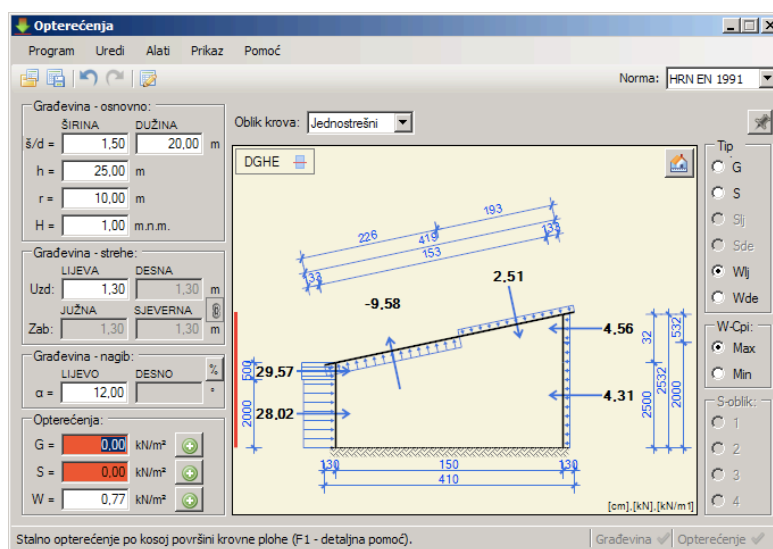 Opterećenja
Program Uredi Alati Prikaz Pomoć
Norma: HRN EN 1991
Građevina - osnovno:
ŠIRINA DUŽINA
š/d = 1,50 20,00 m
h = 25,00 m
r = 10,00 m
H = 1,00 m.n.m.
Građevina - strehe:
LIJEVA DESNA
Uzd: 1,30 1,30 m
JUŽNA SJEVERNA
Zab: 1,30 1,30 m
Građevina - nagib:
LIJEVO DESNO %
α = 12,00 °
Opterećenja:
G = 0,00 kN/m²
S = 0,00 kN/m²
W = 0,77 kN/m²
Oblik krova: Jednostrešni
DGHE
193
226
419
133
153
133
2,51
-9,58
4,56
29,57
4,31
28,02
500
2000
32
532
2532
2500
2000
130 150 130
410
[cm],[kN],[kN/m1]
Tip
G
S
Slj
Sde
Wlj
Wde
W-Cpi:
Max
Min
S-oblik:
1
2
3
4
Stalno opterećenje po kosoj površini krovne plohe (F1 - detaljna pomoć).
Građevina Opterećenje